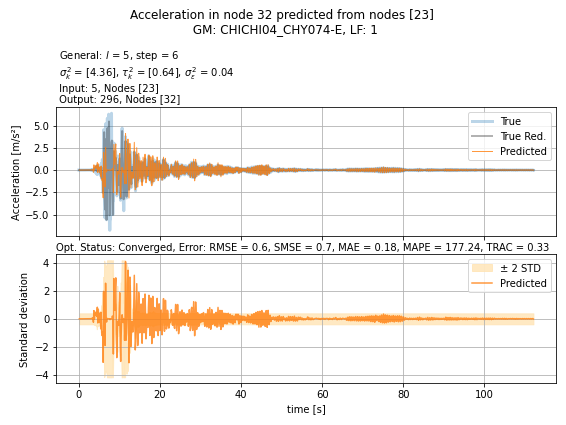 Acceleration in node 32 predicted from nodes [23]
GM: CHICHI04_CHY074-E, LF: 1
General: l = 5, step = 6
σ²ₖ = [4.36], τ²ₖ = [0.64], σ²ε = 0.04
Input: 5, Nodes [23]
Output: 296, Nodes [32]
Acceleration [m/s²]
5.0
2.5
0.0
−2.5
−5.0
True
True Red.
Predicted
Opt. Status: Converged, Error: RMSE = 0.6, SMSE = 0.7, MAE = 0.18, MAPE = 177.24, TRAC = 0.33
Standard deviation
4
2
0
−2
−4
± 2 STD
Predicted
0 20 40 60 80 100
time [s]